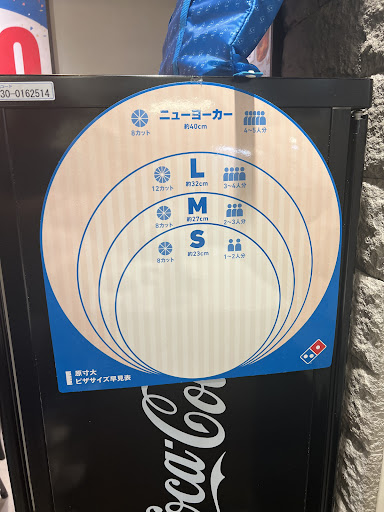 30-0162514
ニューヨーカー
約40cm
8カット
4~5人分
L
約32cm
12カット
3~4人分
M
約27cm
8カット
2~3人分
S
約23cm
8カット
1~2人分
原寸大
ピザサイズ早見表
Coca-Co